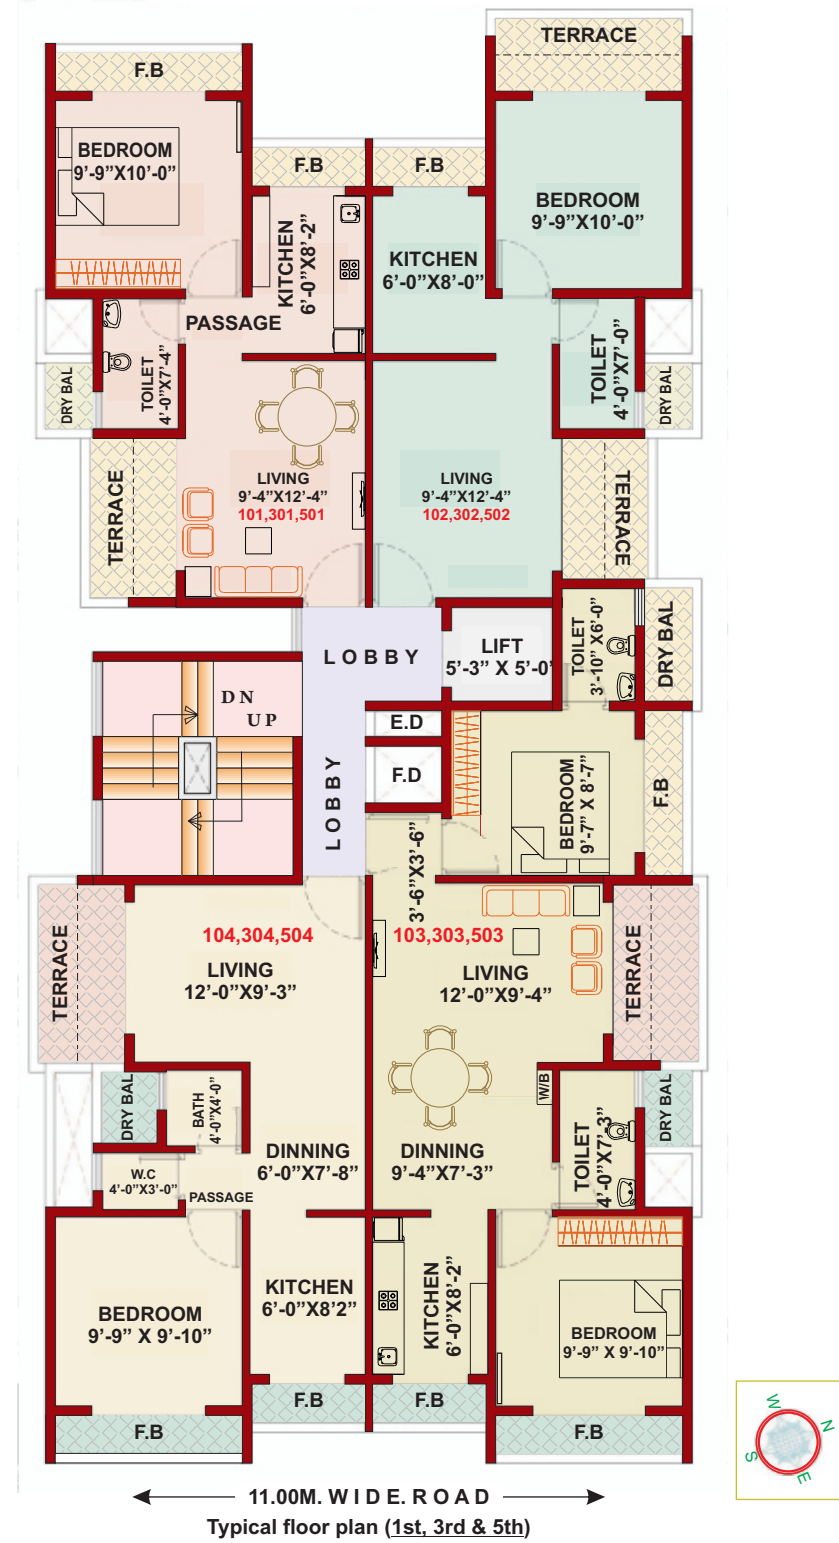 TERRACE
F.B
BEDROOM
9'-9"X10'-0"
F.B
F.B
BEDROOM
9'-9"X10'-0"
KITCHEN
6'-0"X8'-2"
KITCHEN
6'-0"X8'-0"
PASSAGE
TOILET
4'-0"X7'-4"
TOILET
4'-0"X7'-0"
DRY BAL
DRY BAL
TERRACE
LIVING
9'-4"X12'-4"
101,301,501
LIVING
9'-4"X12'-4"
102,302,502
TERRACE
LOBBY
LIFT
5'-3" X 5'-0'
TOILET
3'-10" X6'-0"
DRY BAL
DN
UP
E.D
F.D
LOBBY
BEDROOM
9'-7" X 8'-7"
F.B
3'-6"X3'-6"
TERRACE
104,304,504
LIVING
12'-0"X9'-3"
103,303,503
LIVING
12'-0"X9'-4"
TERRACE
W/B
DRY BAL
BATH
4'-0"X4'-0"
DRY BAL
DINNING
6'-0"X7'-8"
DINNING
9'-4"X7'-3"
TOILET
4'-0"X7'-3"
W.C
4'-0"X3'-0"
PASSAGE
BEDROOM
9'-9" X 9'-10"
KITCHEN
6'-0"X8'2"
KITCHEN
6'-0"X8'-2"
BEDROOM
9'-9" X 9'-10"
F.B
F.B
F.B
F.B
W
N
S
E
11.00M. WIDE. ROAD
Typical floor plan (1st, 3rd & 5th)